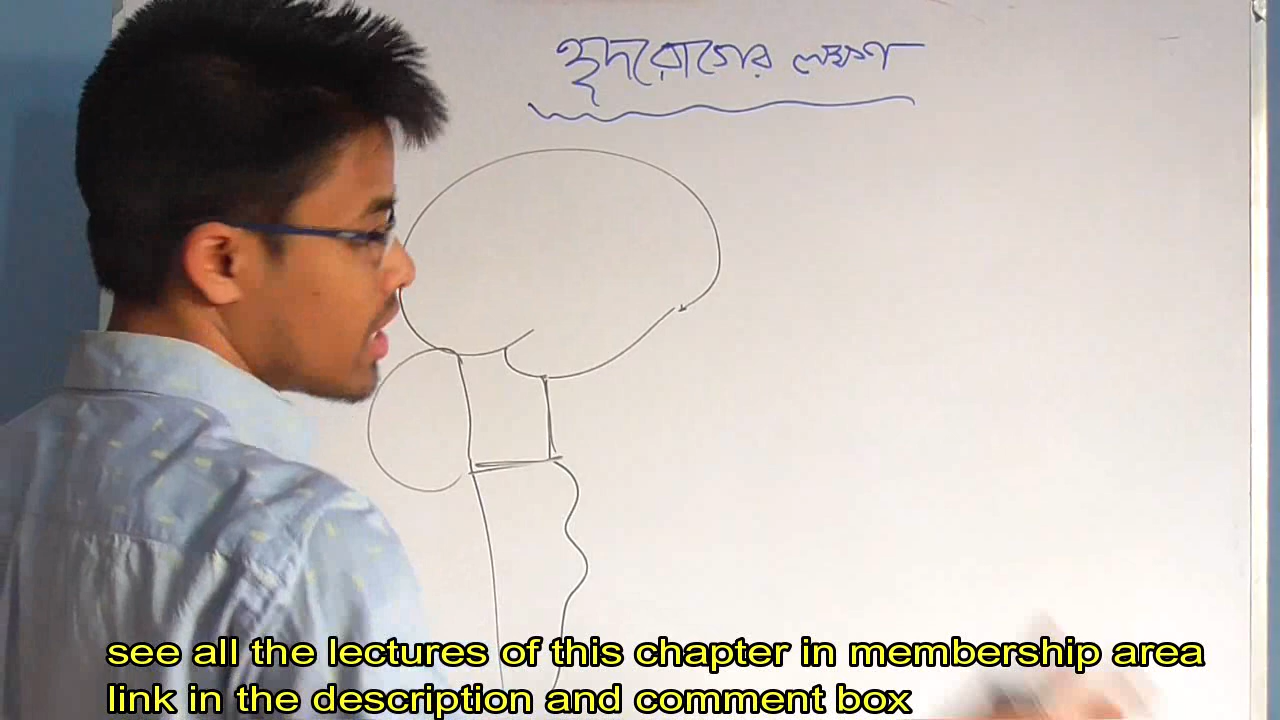 হৃদরোগের লক্ষণ
see all the lectures of this chapter in membership area
link in the description and comment box